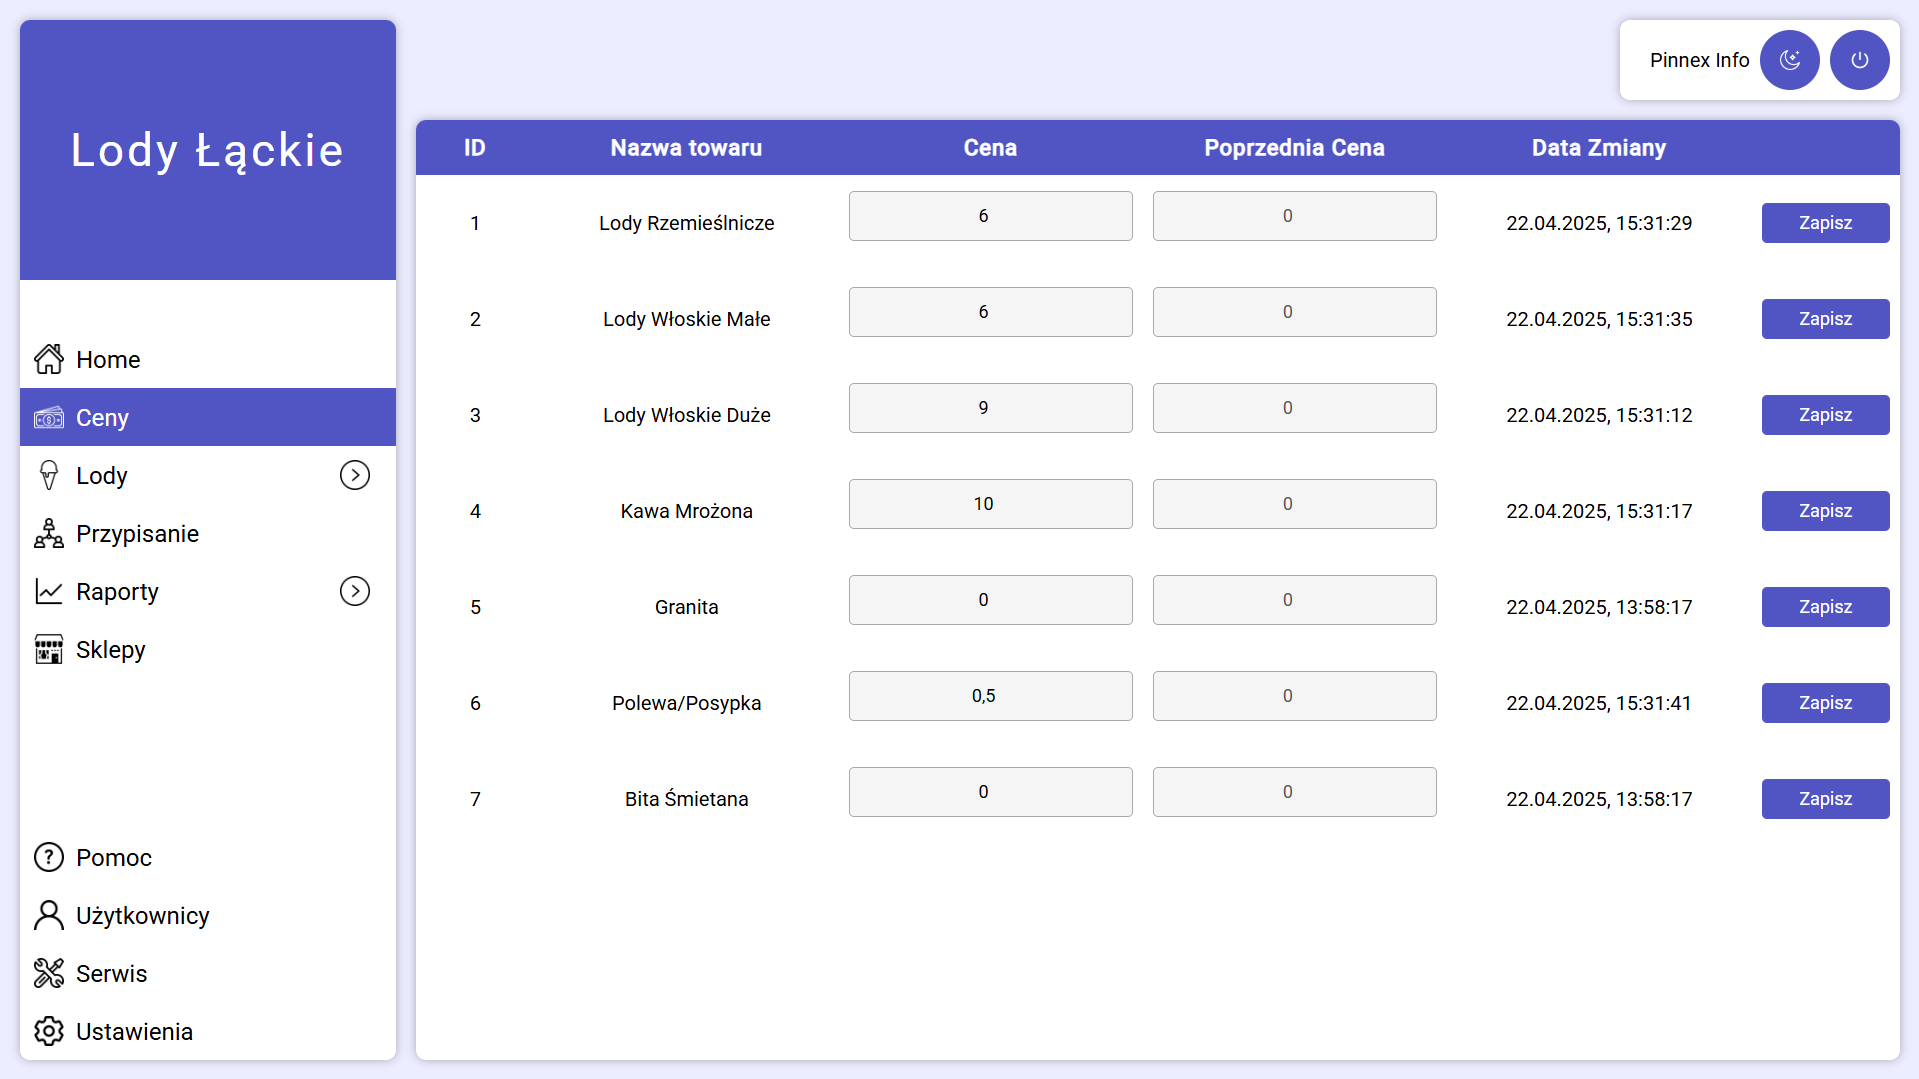 Lody Łąckie
Home
Ceny
Lody
Przypisanie
Raporty
Sklepy
Pomoc
Użytkownicy
Serwis
Ustawienia
Pinnex Info
ID Nazwa towaru Cena Poprzednia Cena Data Zmiany
1 Lody Rzemieślnicze 6 0 22.04.2025, 15:31:29 Zapisz
2 Lody Włoskie Małe 6 0 22.04.2025, 15:31:35 Zapisz
3 Lody Włoskie Duże 9 0 22.04.2025, 15:31:12 Zapisz
4 Kawa Mrożona 10 0 22.04.2025, 15:31:17 Zapisz
5 Granita 0 0 22.04.2025, 13:58:17 Zapisz
6 Polewa/Posypka 0,5 0 22.04.2025, 15:31:41 Zapisz
7 Bita Śmietana 0 0 22.04.2025, 13:58:17 Zapisz